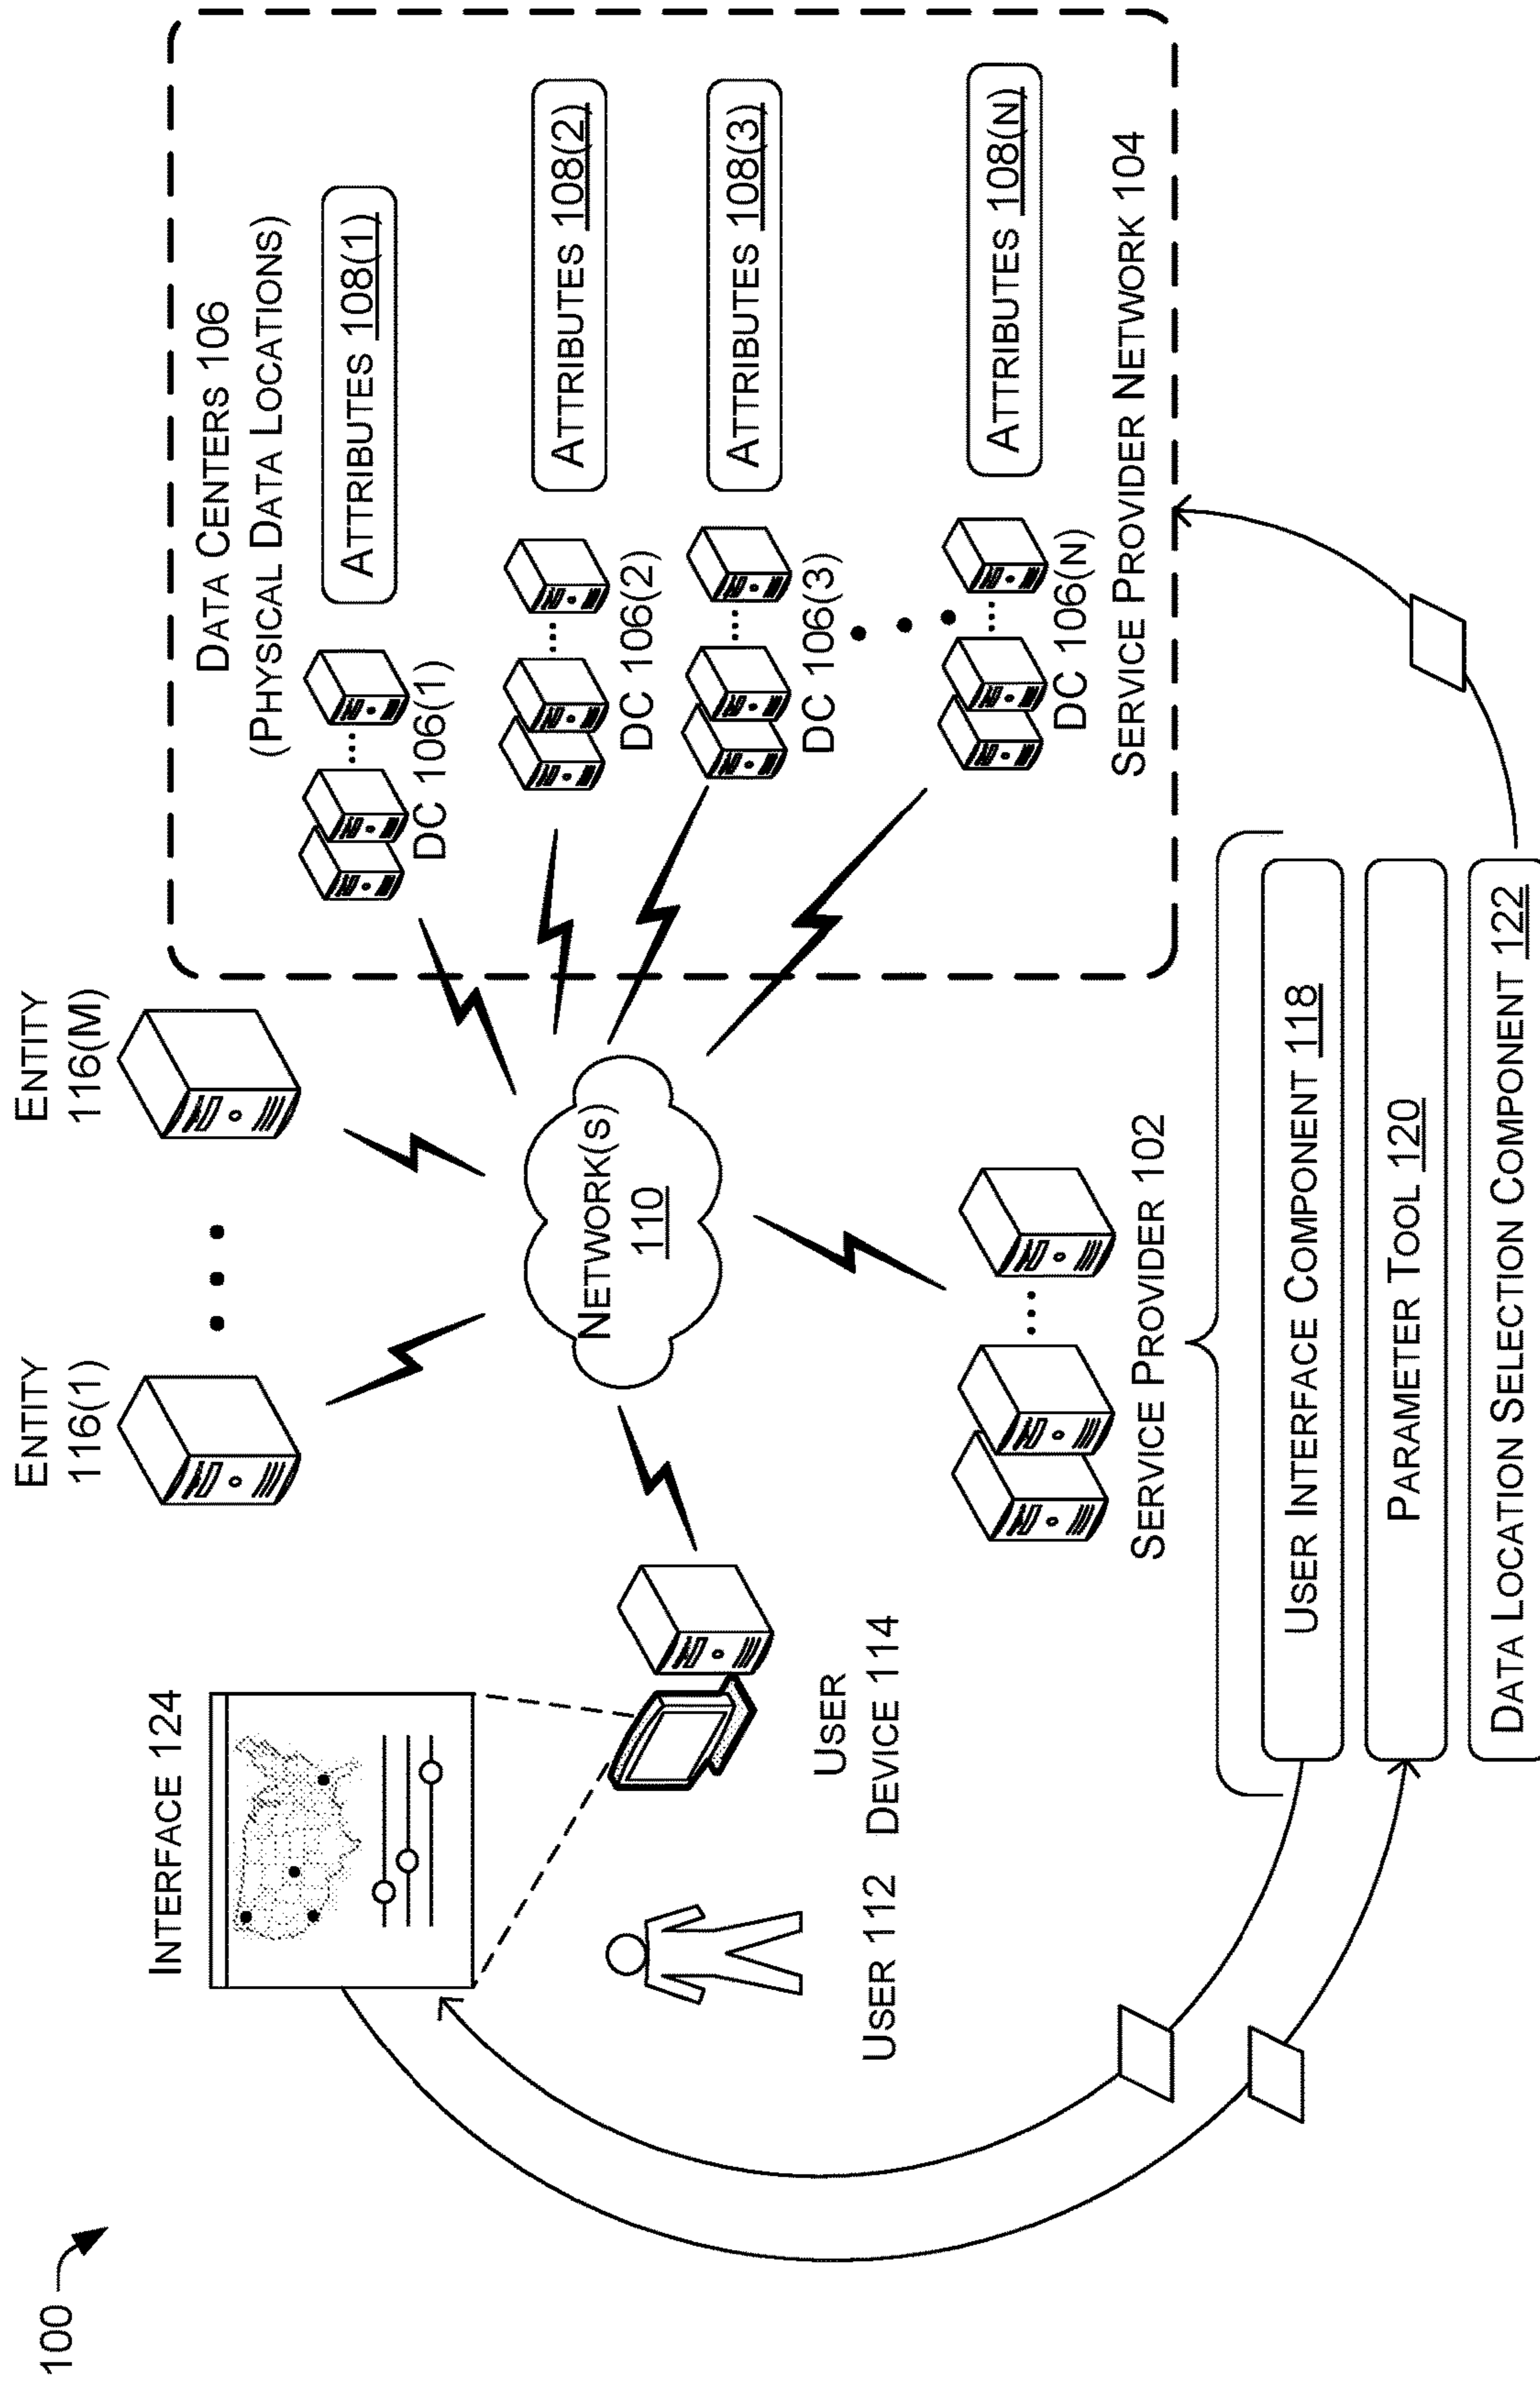 100
INTERFACE 124
ENTITY
116(1)
ENTITY
116(M)
DATA CENTERS 106
(PHYSICAL DATA LOCATIONS)
DC 106(1)
ATTRIBUTES 108(1)
DC 106(2)
ATTRIBUTES 108(2)
DC 106(3)
ATTRIBUTES 108(3)
DC 106(N)
ATTRIBUTES 108(N)
SERVICE PROVIDER NETWORK 104
NETWORK(S)
110
USER 112
USER
DEVICE 114
SERVICE PROVIDER 102
USER INTERFACE COMPONENT 118
PARAMETER TOOL 120
DATA LOCATION SELECTION COMPONENT 122